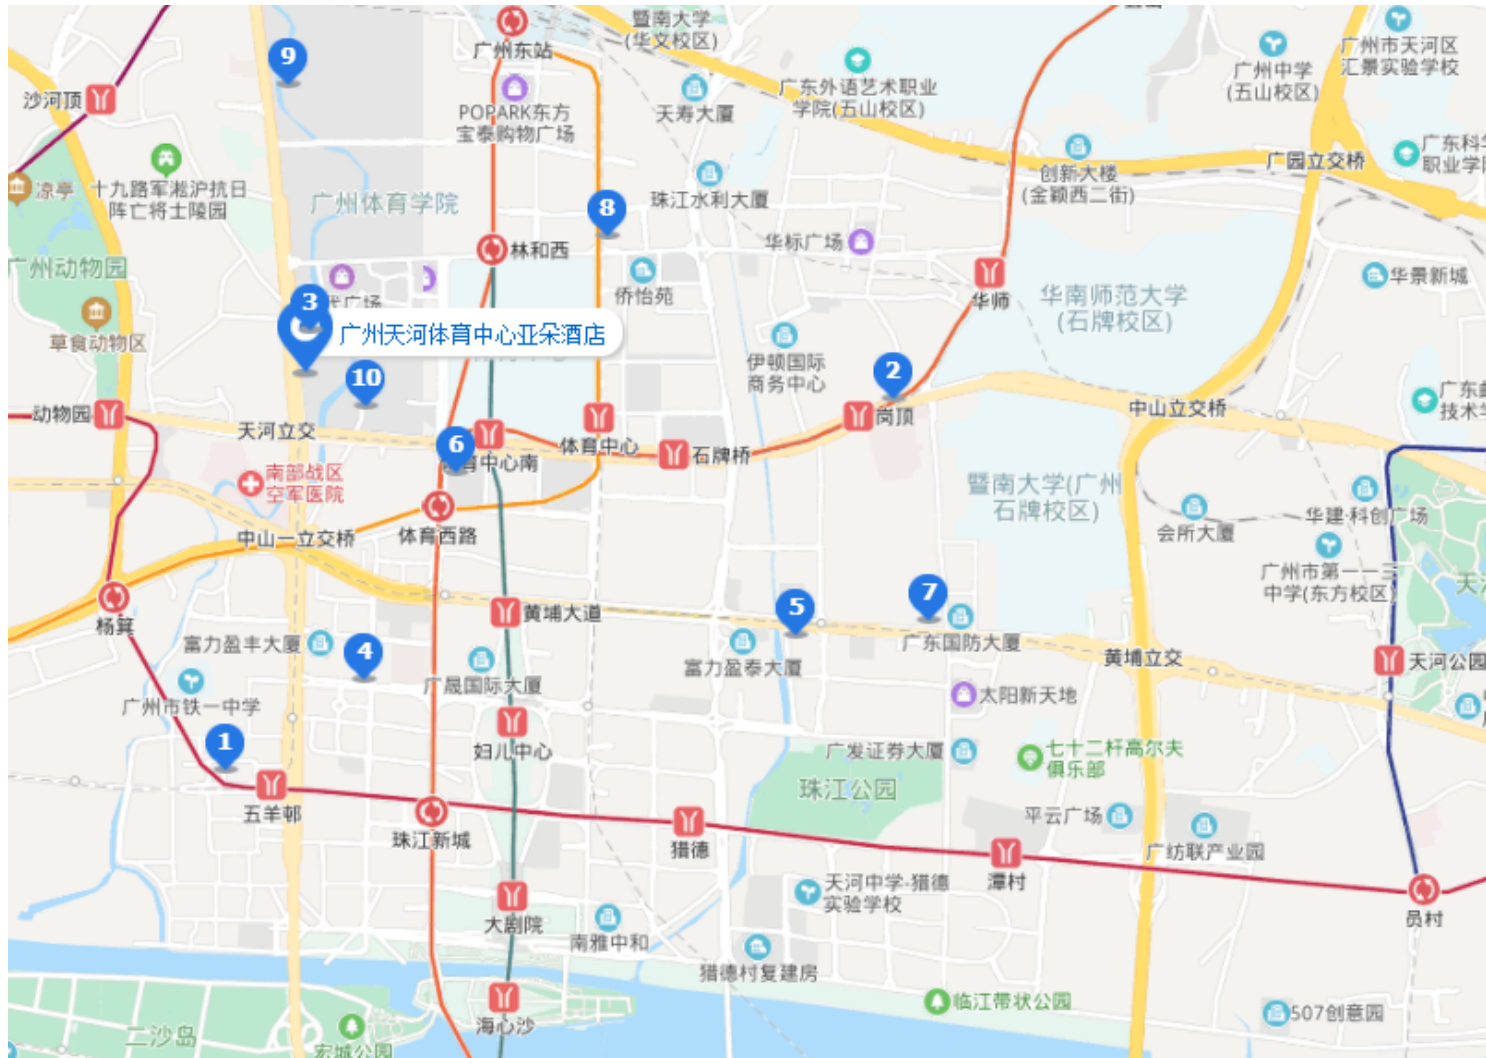 暨南大学
(华文校区)
广州东站
广州市天河区
汇景实验学校
广州中学
(五山校区)
9
沙河顶
POPARK东方
宝泰购物广场
天寿大厦
广东外语艺术职业
学院(五山校区)
创新大楼
(金颖西二街)
广园立交桥
广东科学
职业学院
凉亭
十九路军淞沪抗日
阵亡将士陵园
广州体育学院
珠江水利大厦
8
林和西
华标广场
华师
华南师范大学
(石牌校区)
华景新城
广州动物园
侨怡苑
3
代广场
广州天河体育中心亚朵酒店
草食动物区
伊顿国际
商务中心
2
10
动物园
天河立交
体育中心
石牌桥
岗顶
中山立交桥
技术学
6
育中心南
南部战区
空军医院
体育西路
中山一立交桥
暨南大学(广州
石牌校区)
会所大厦
华建·科创广场
广州市第一一三
中学(东方校区)
杨箕
黄埔大道
5
7
富力盈丰大厦
4
广晟国际大厦
富力盈泰大厦
广东国防大厦
黄埔立交
天河公园
广州市铁一中学
太阳新天地
1
妇儿中心
广发证券大厦
七十二杆高尔夫
俱乐部
五羊邨
珠江公园
平云广场
珠江新城
猎德
潭村
广纺联产业园
天河中学-猎德
实验学校
员村
大剧院
南雅中和
猎德村复建房
临江带状公园
507创意园
海心沙
二沙岛
宏城公园